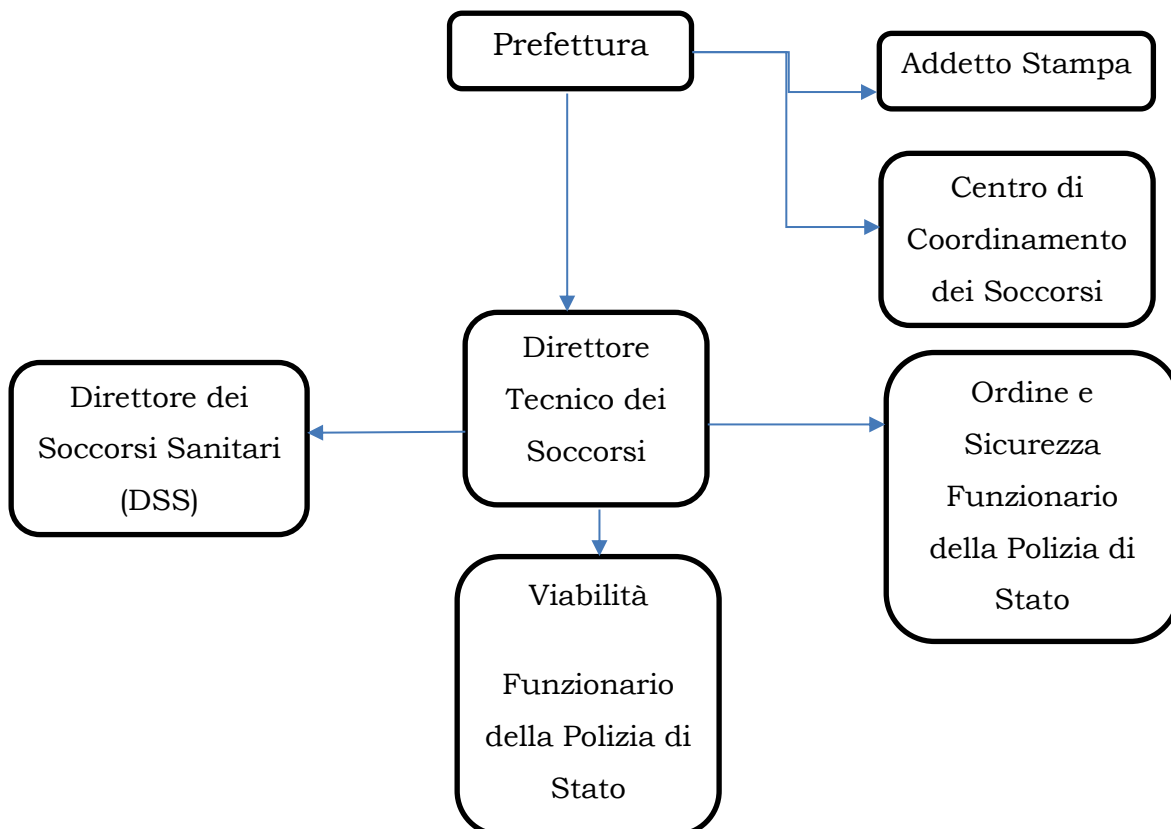 Prefettura
Addetto Stampa
Centro di
Coordinamento
dei Soccorsi
Direttore
Tecnico dei
Soccorsi
Direttore dei
Soccorsi Sanitari
(DSS)
Ordine e
Sicurezza
Funzionario
della Polizia di
Stato
Viabilità
Funzionario
della Polizia di
Stato